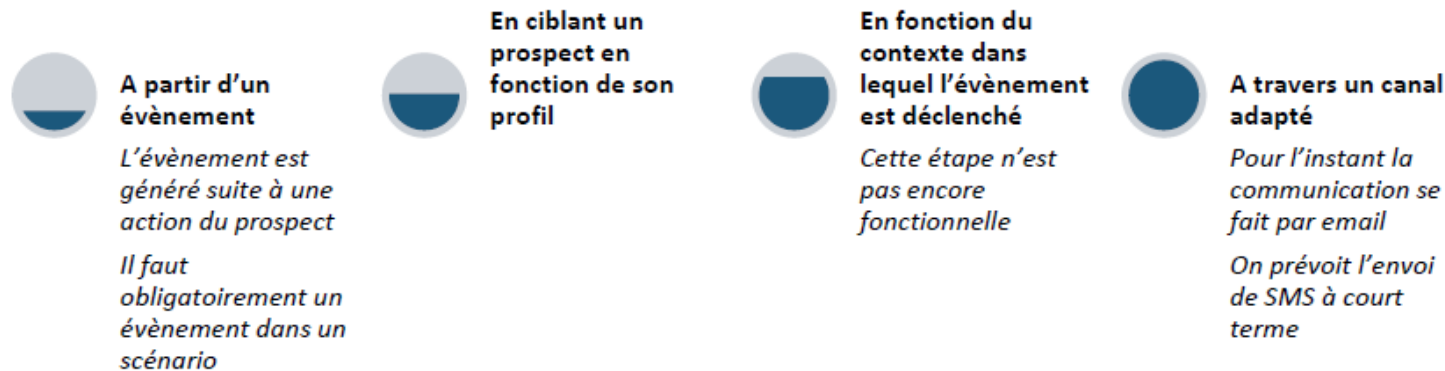 A partir d'un
évènement
L'évènement est
généré suite à une
action du prospect
Il faut
obligatoirement un
évènement dans un
scénario
En ciblant un
prospect en
fonction de son
profil
En fonction du
contexte dans
lequel l'évènement
est déclenché
Cette étape n'est
pas encore
fonctionnelle
A travers un canal
adapté
Pour l'instant la
communication se
fait par email
On prévoit l'envoi
de SMS à court
terme